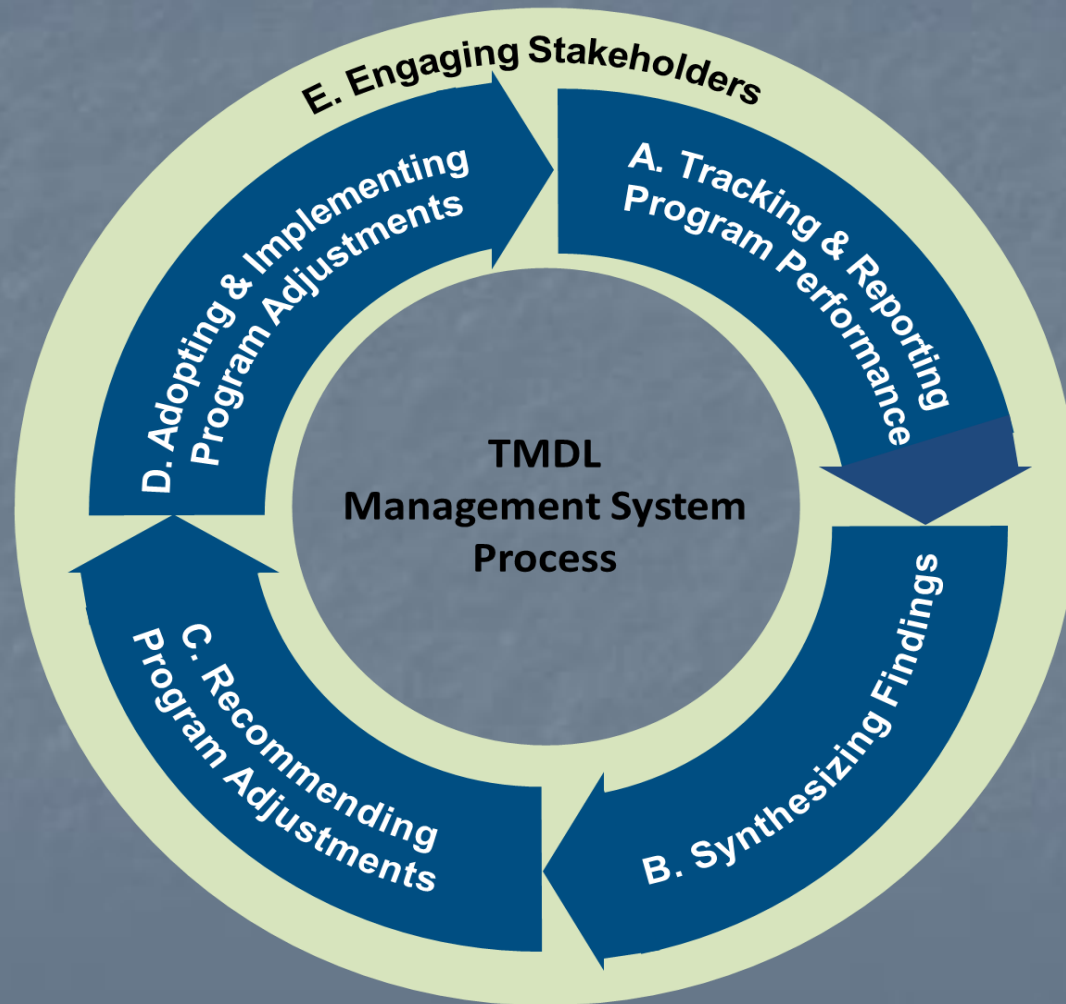 E. Engaging Stakeholders
A. Tracking & Reporting
Program Performance
B. Synthesizing Findings
C. Recommending
Program Adjustments
D. Adopting & Implementing
Program Adjustments
TMDL
Management System
Process